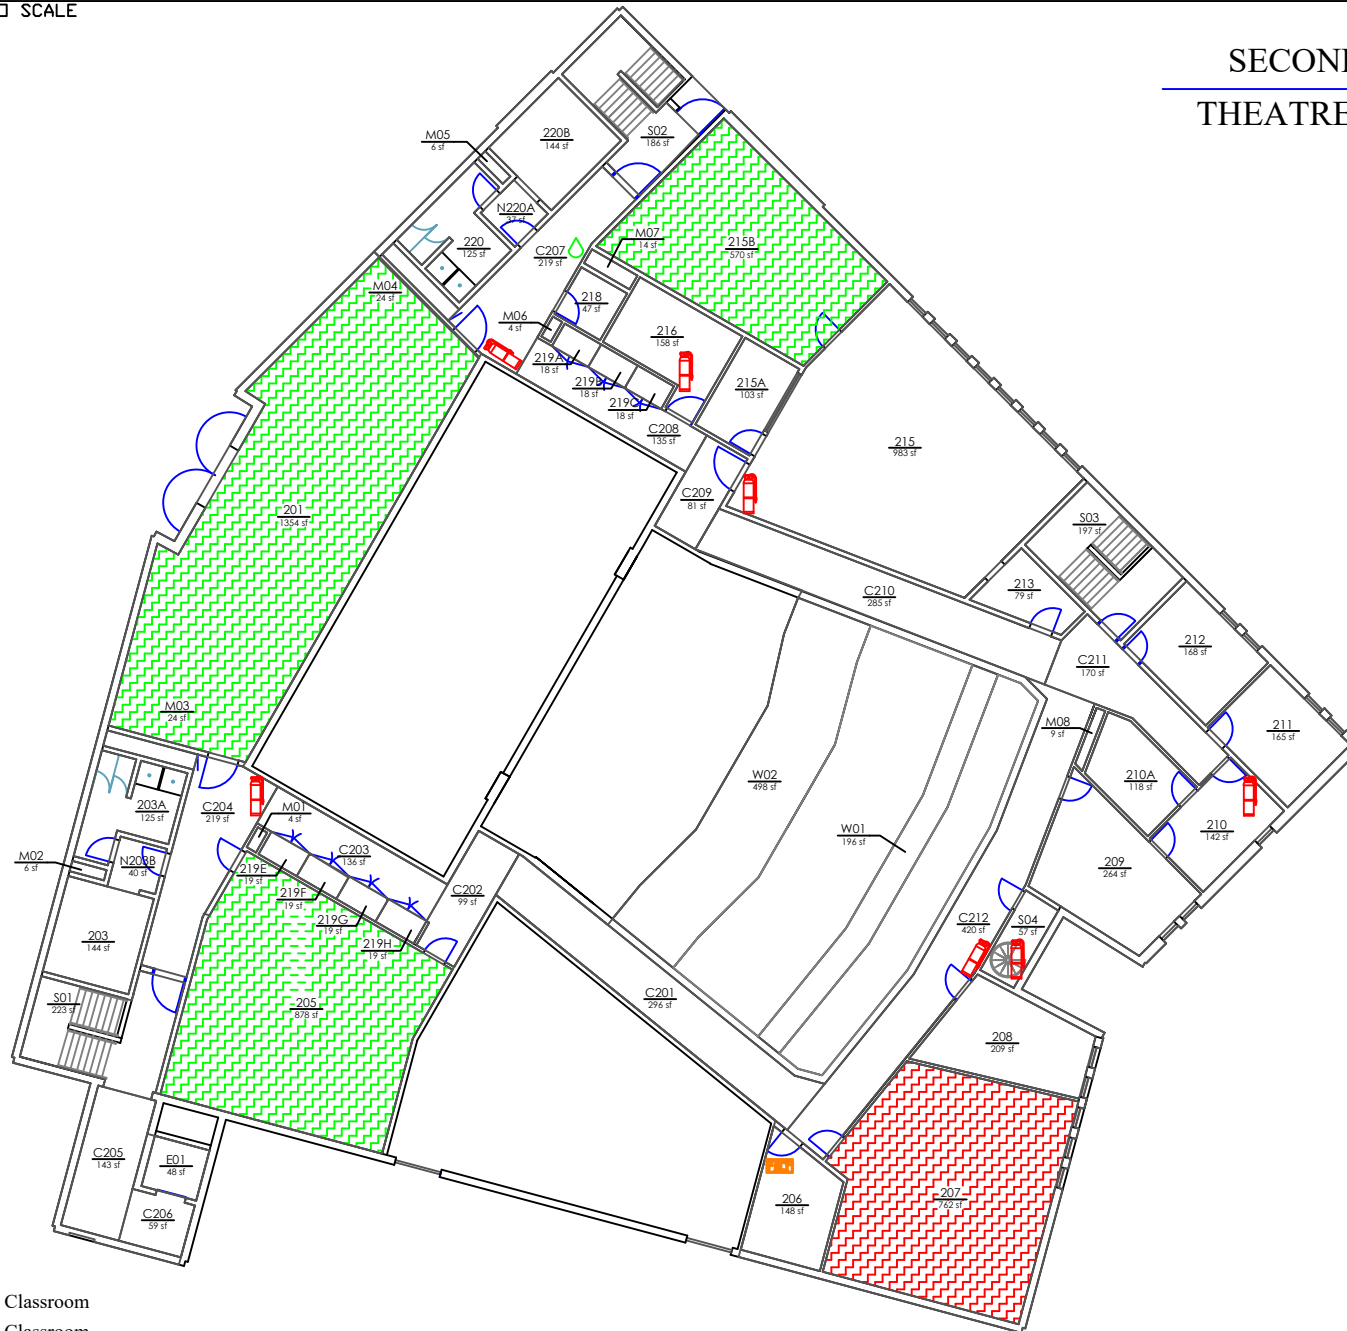 SCALE
SECOND
THEATRE
M05
6 sf
220B
144 sf
S02
186 sf
N220A
37 sf
220
125 sf
C207
219 sf
M07
14 sf
215B
570 sf
M04
24 sf
218
47 sf
M06
4 sf
216
158 sf
219A
18 sf
219B
18 sf
219C
18 sf
215A
103 sf
C208
135 sf
215
983 sf
C209
81 sf
201
1354 sf
S03
197 sf
C210
285 sf
213
79 sf
212
168 sf
C211
170 sf
M03
24 sf
M08
9 sf
211
165 sf
W02
498 sf
210A
118 sf
203A
125 sf
C204
219 sf
M01
4 sf
210
142 sf
W01
196 sf
C203
136 sf
M02
6 sf
N203B
40 sf
219E
19 sf
209
264 sf
219F
19 sf
C202
99 sf
219G
19 sf
C212
420 sf
S04
57 sf
203
144 sf
219H
19 sf
S01
223 sf
205
878 sf
C201
296 sf
208
209 sf
C205
143 sf
E01
48 sf
206
148 sf
207
762 sf
C206
59 sf
Classroom
Classroom